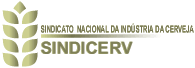 SINDICATO NACIONAL DA INDÚSTRIA DA CERVEJA
SINDICERV